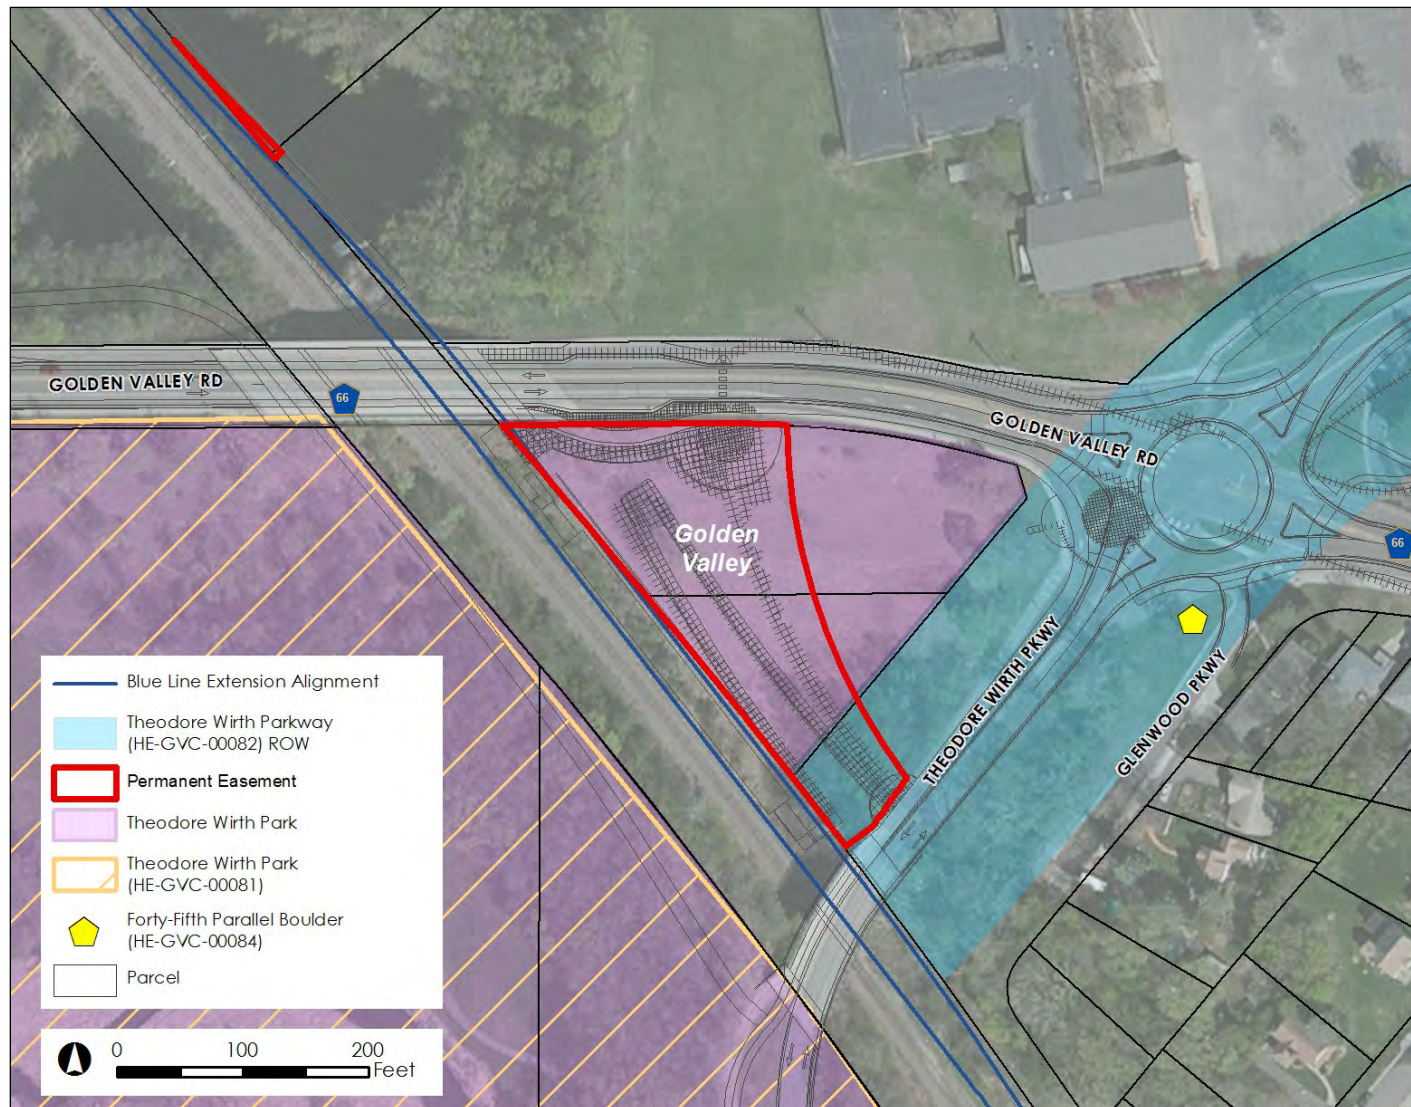 GOLDEN VALLEY RD
66
GOLDEN VALLEY RD
66
Golden
Valley
THEODORE WIRTH PKWY
GLENWOOD PKWY
Blue Line Extension Alignment
Theodore Wirth Parkway
(HE-GVC-00082) ROW
Permanent Easement
Theodore Wirth Park
Theodore Wirth Park
(HE-GVC-00081)
Forty-Fifth Parallel Boulder
(HE-GVC-00084)
Parcel
0 100 200
Feet